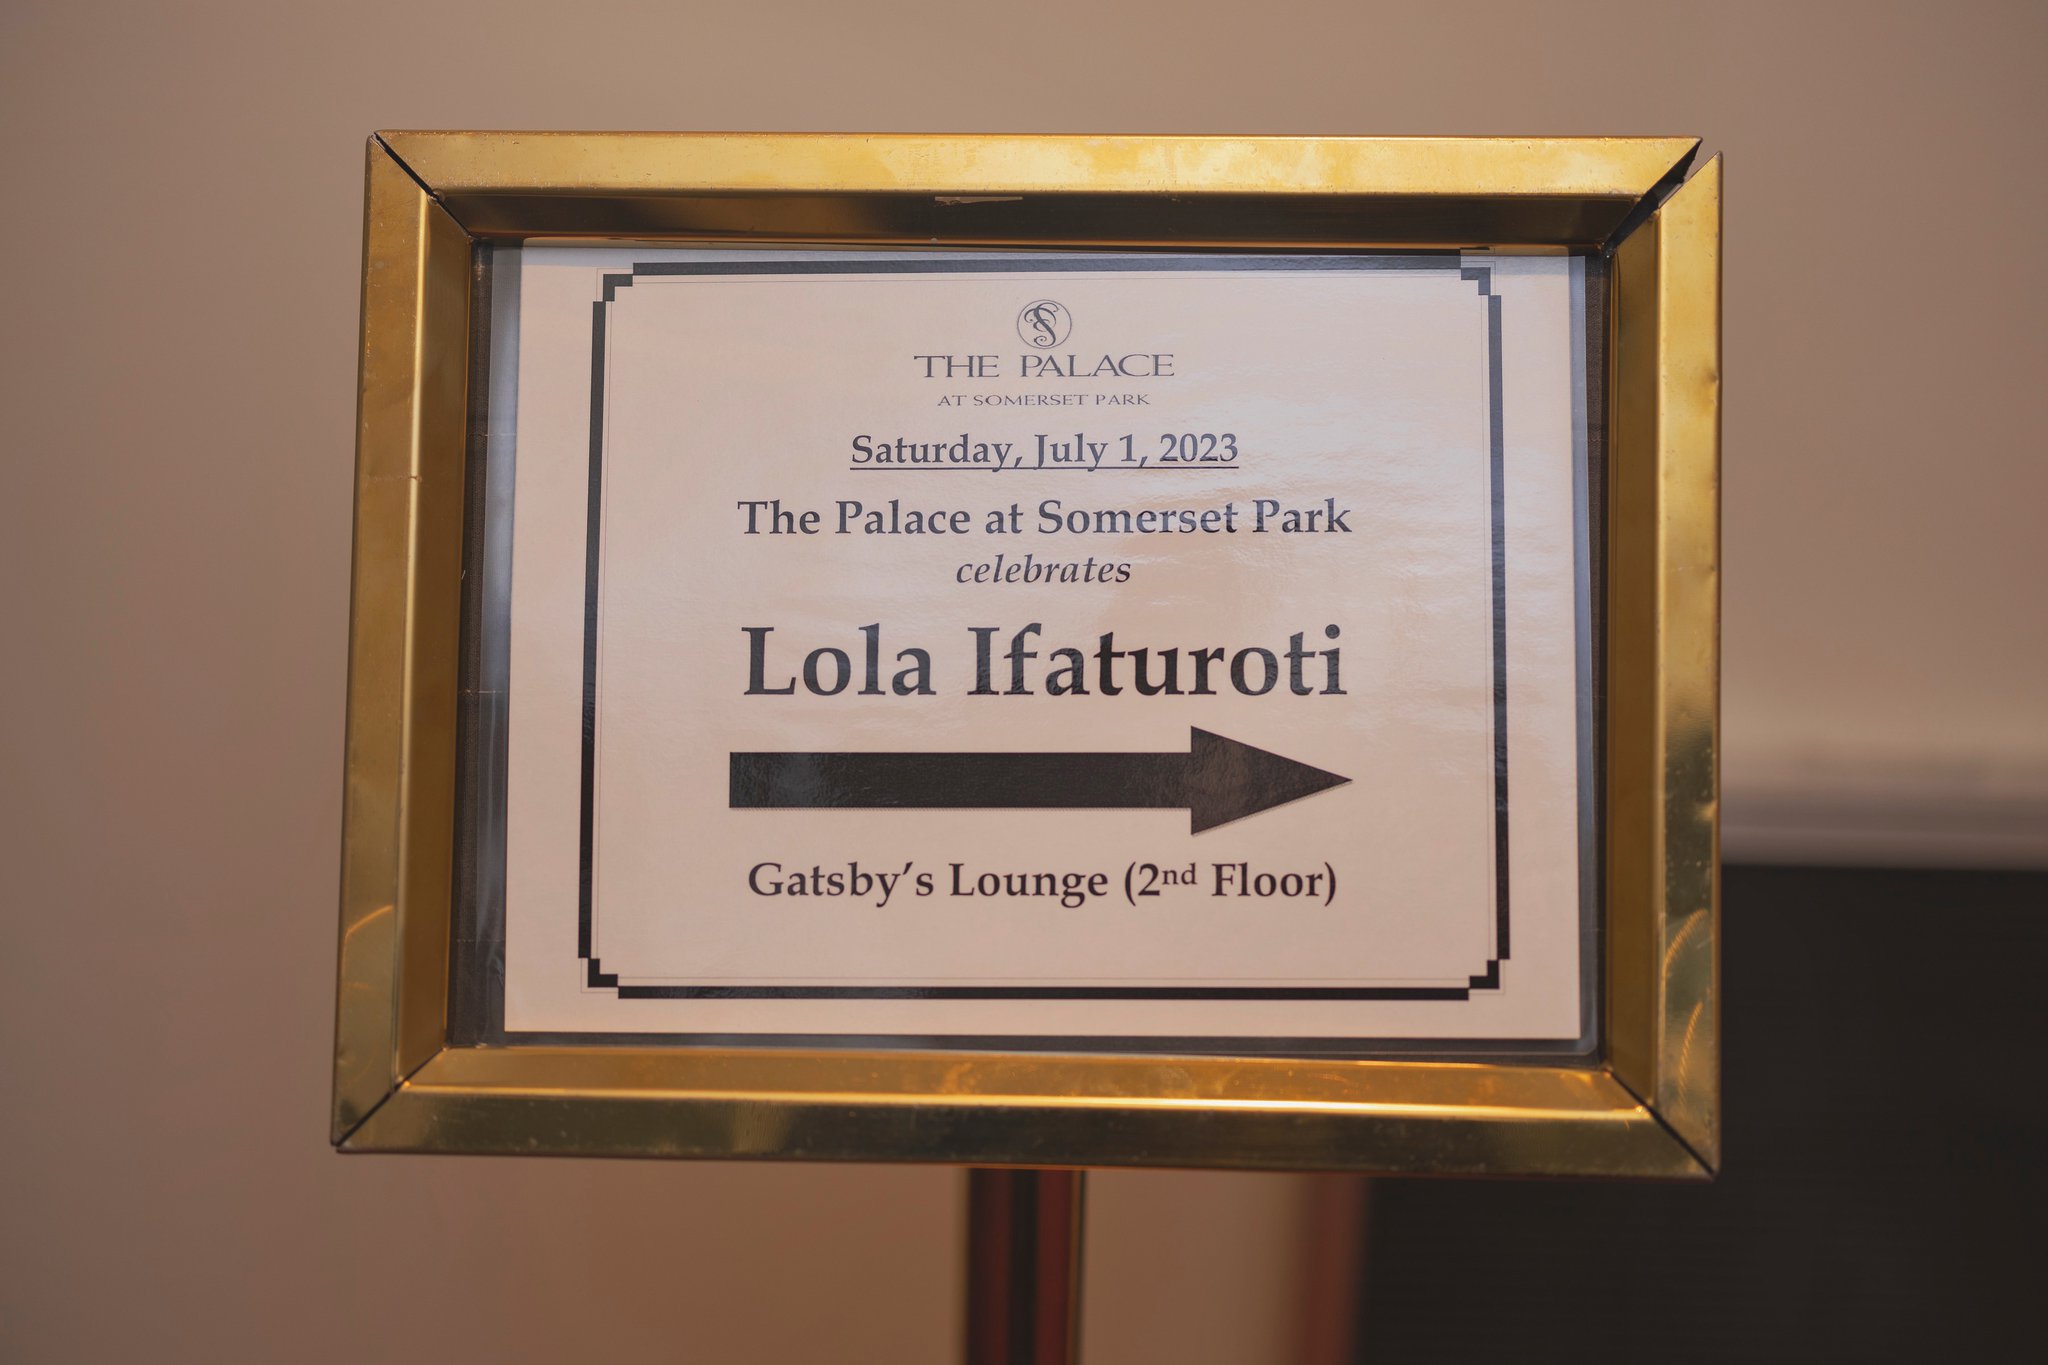 THE PALACE
AT SOMERSET PARK
Saturday, July 1, 2023
The Palace at Somerset Park
celebrates
Lola Ifaturoti
Gatsby's Lounge (2nd Floor)